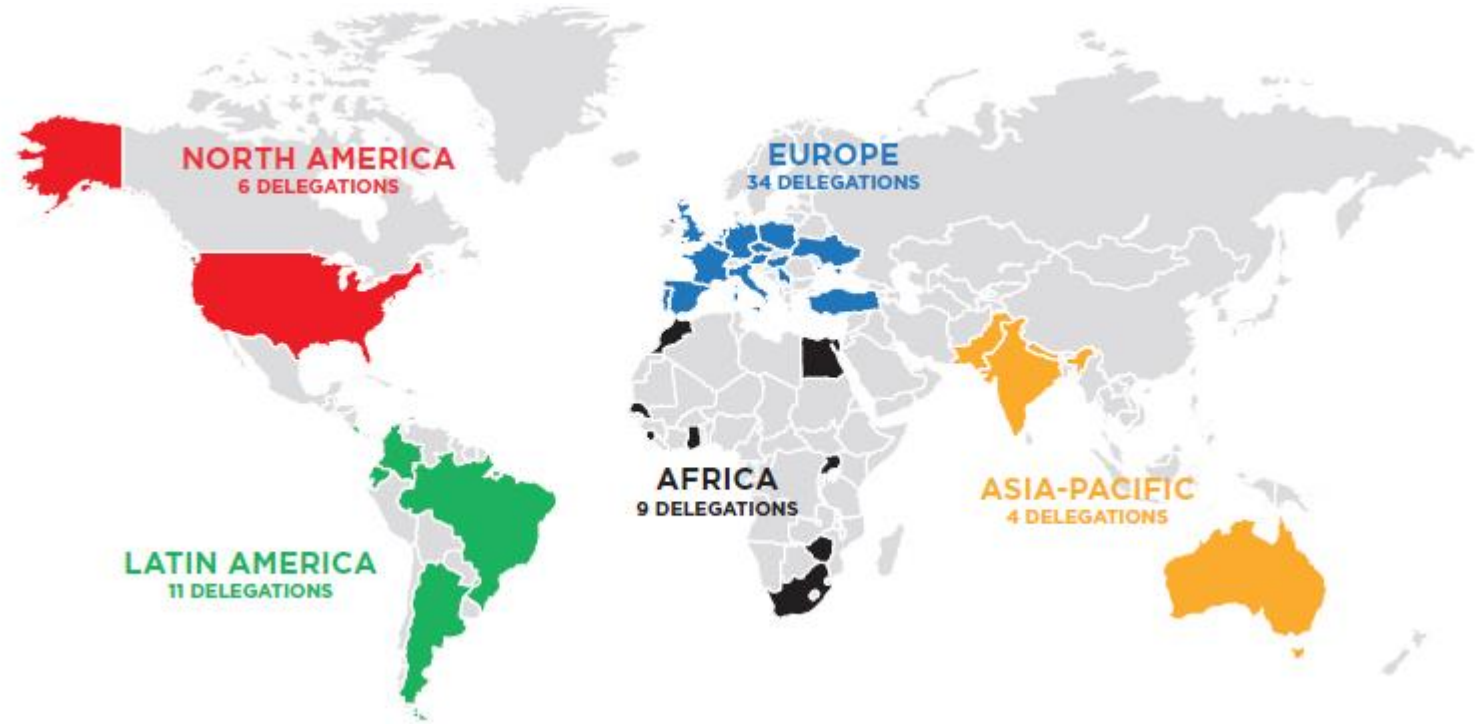 NORTH AMERICA
6 DELEGATIONS
EUROPE
34 DELEGATIONS
AFRICA
9 DELEGATIONS
ASIA-PACIFIC
4 DELEGATIONS
LATIN AMERICA
11 DELEGATIONS